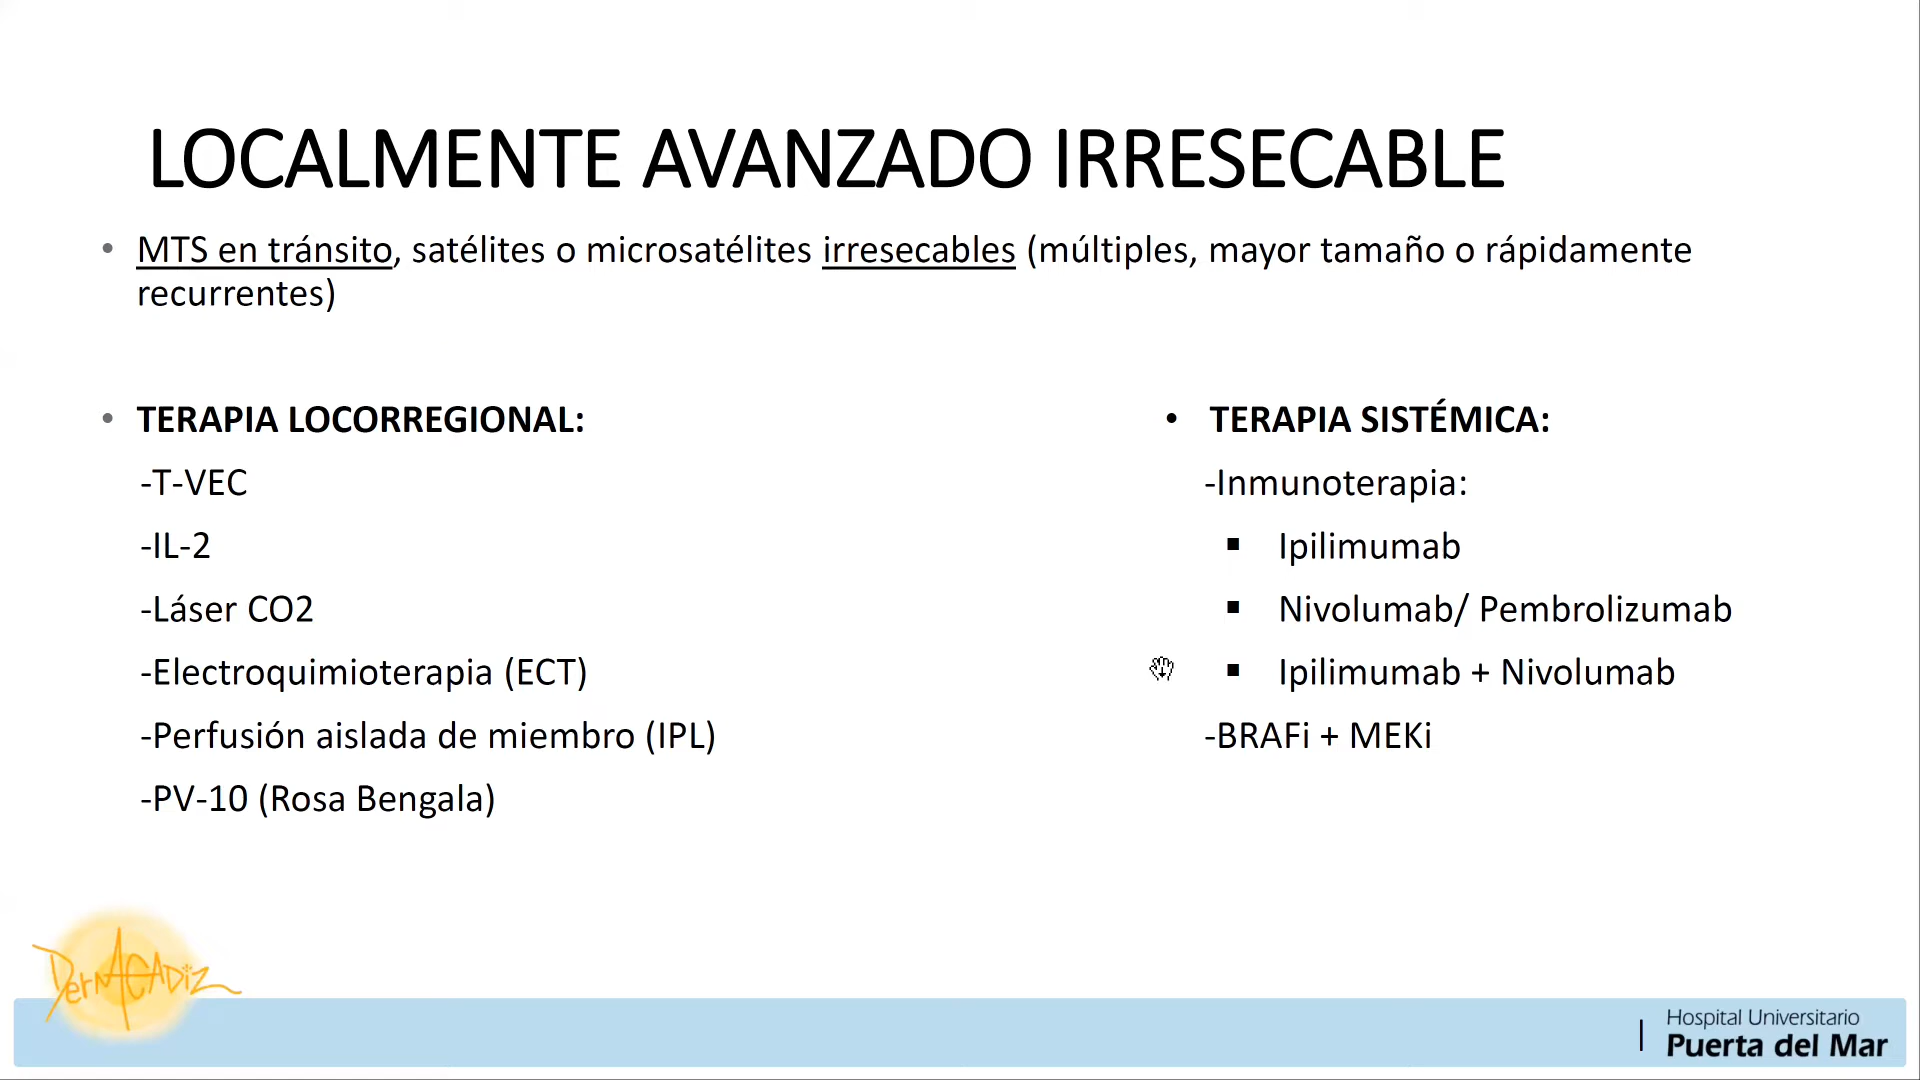 LOCALMENTE AVANZADO IRRESECABLE
• MTS en tránsito, satélites o microsatélites irresecables (múltiples, mayor tamaño o rápidamente
recurrentes)
• TERAPIA LOCORREGIONAL:
-T-VEC
-IL-2
-Láser CO2
-Electroquimioterapia (ECT)
-Perfusión aislada de miembro (IPL)
-PV-10 (Rosa Bengala)
• TERAPIA SISTÉMICA:
-Inmunoterapia:
▪ Ipilimumab
▪ Nivolumab/ Pembrolizumab
▪ Ipilimumab + Nivolumab
-BRAFi + MEKi
DermACADiz
Hospital Universitario
Puerta del Mar